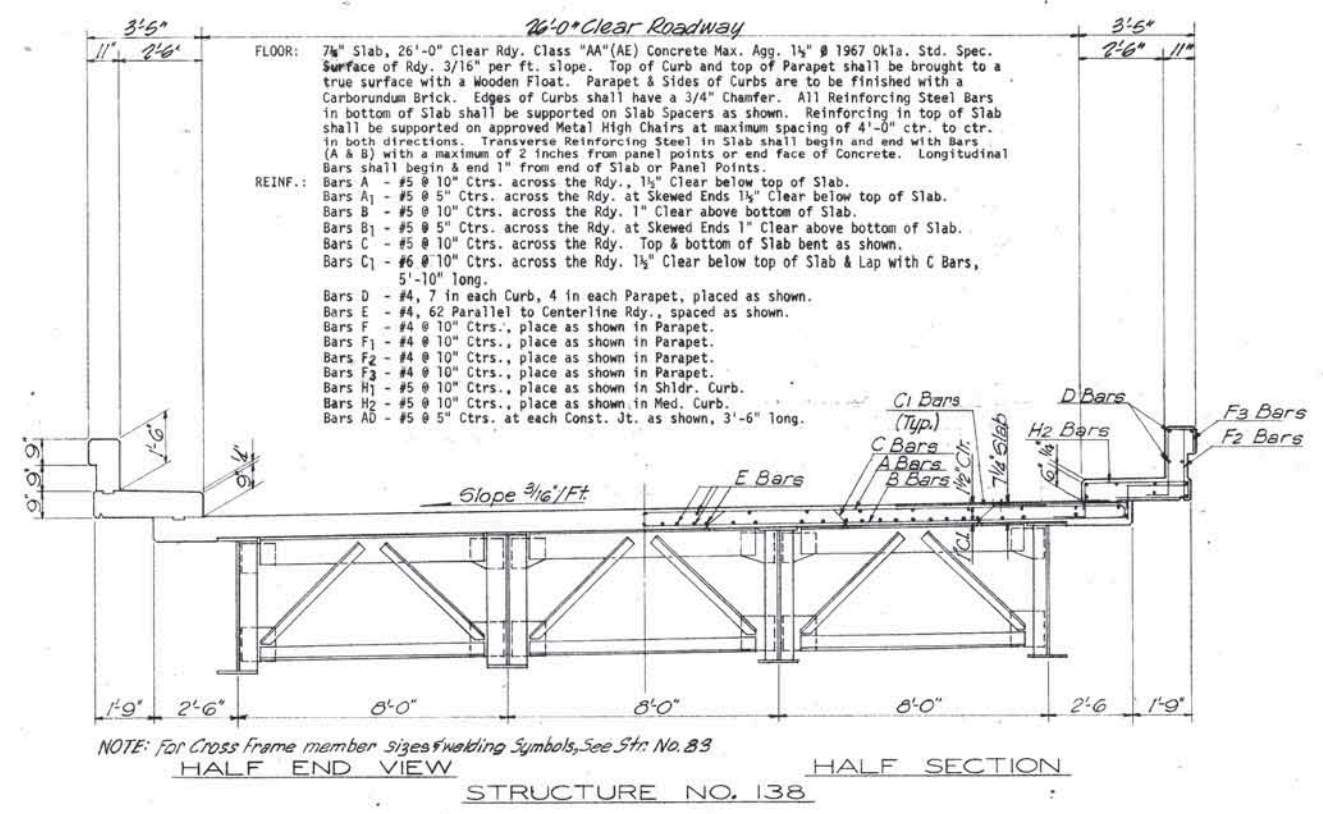 26'-0" Clear Roadway
3'-5"
3'-5"
11"
2'-6"
2'-6"
11"
FLOOR: 7¼" Slab, 26'-0" Clear Rdy. Class "AA"(AE) Concrete Max. Agg. 1½" @ 1967 Okla. Std. Spec.
Surface of Rdy. 3/16" per ft. slope. Top of Curb and top of Parapet shall be brought to a
true surface with a Wooden Float. Parapet & Sides of Curbs are to be finished with a
Carborundum Brick. Edges of Curbs shall have a 3/4" Chamfer. All Reinforcing Steel Bars
in bottom of Slab shall be supported on Slab Spacers as shown. Reinforcing in top of Slab
shall be supported on approved Metal High Chairs at maximum spacing of 4'-0" ctr. to ctr.
in both directions. Transverse Reinforcing Steel in Slab shall begin and end with Bars
(A & B) with a maximum of 2 inches from panel points or end face of Concrete. Longitudinal
Bars shall begin & end 1" from end of Slab or Panel Points.
REINF.: Bars A - #5 @ 10" Ctrs. across the Rdy., 1½" Clear below top of Slab.
Bars A1 - #5 @ 5" Ctrs. across the Rdy. at Skewed Ends 1½" Clear below top of Slab.
Bars B - #5 @ 10" Ctrs. across the Rdy. 1" Clear above bottom of Slab.
Bars B1 - #5 @ 5" Ctrs. across the Rdy. at Skewed Ends 1" Clear above bottom of Slab.
Bars C - #5 @ 10" Ctrs. across the Rdy. Top & bottom of Slab bent as shown.
Bars C1 - #6 @ 10" Ctrs. across the Rdy. 1½" Clear below top of Slab & Lap with C Bars,
5'-10" long.
Bars D - #4, 7 in each Curb, 4 in each Parapet, placed as shown.
Bars E - #4, 62 Parallel to Centerline Rdy., spaced as shown.
Bars F - #4 @ 10" Ctrs., place as shown in Parapet.
Bars F1 - #4 @ 10" Ctrs., place as shown in Parapet.
Bars F2 - #4 @ 10" Ctrs., place as shown in Parapet.
Bars F3 - #4 @ 10" Ctrs., place as shown in Parapet.
Bars H1 - #5 @ 10" Ctrs., place as shown in Shldr. Curb.
Bars H2 - #5 @ 10" Ctrs., place as shown in Med. Curb.
Bars AD - #5 @ 5" Ctrs. at each Const. Jt. as shown, 3'-6" long.
C1 Bars
(Typ.)
D Bars
F3 Bars
H2 Bars
F2 Bars
C Bars
A Bars
B Bars
E Bars
1½" Clr.
7¼" Slab
6"
¼"
1'-6"
9"
9"
9"
9"
¼"
Slope 3/16"/Ft.
1"Cl.
1'-9"
2'-6"
8'-0"
8'-0"
8'-0"
2'-6
1'-9"
NOTE: For Cross Frame member sizes & welding Symbols, See Str. No. 89
HALF END VIEW
HALF SECTION
STRUCTURE NO. 138